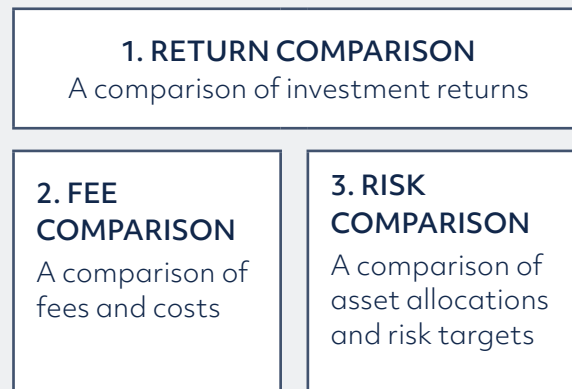 1. RETURN COMPARISON
A comparison of investment returns
2. FEE
COMPARISON
A comparison of
fees and costs
3. RISK
COMPARISON
A comparison of
asset allocations
and risk targets